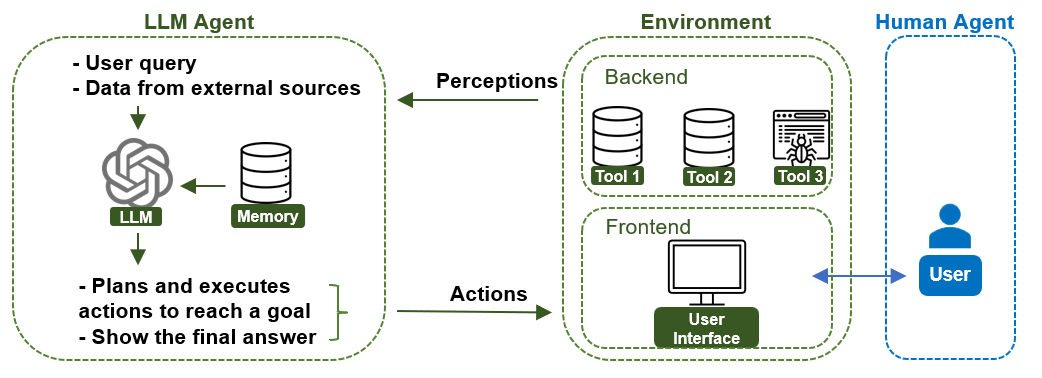 LLM Agent
- User query
- Data from external sources
LLM
Memory
- Plans and executes
actions to reach a goal
- Show the final answer
Perceptions
Actions
Environment
Backend
Tool 1
Tool 2
Tool 3
Frontend
User
Interface
Human Agent
User